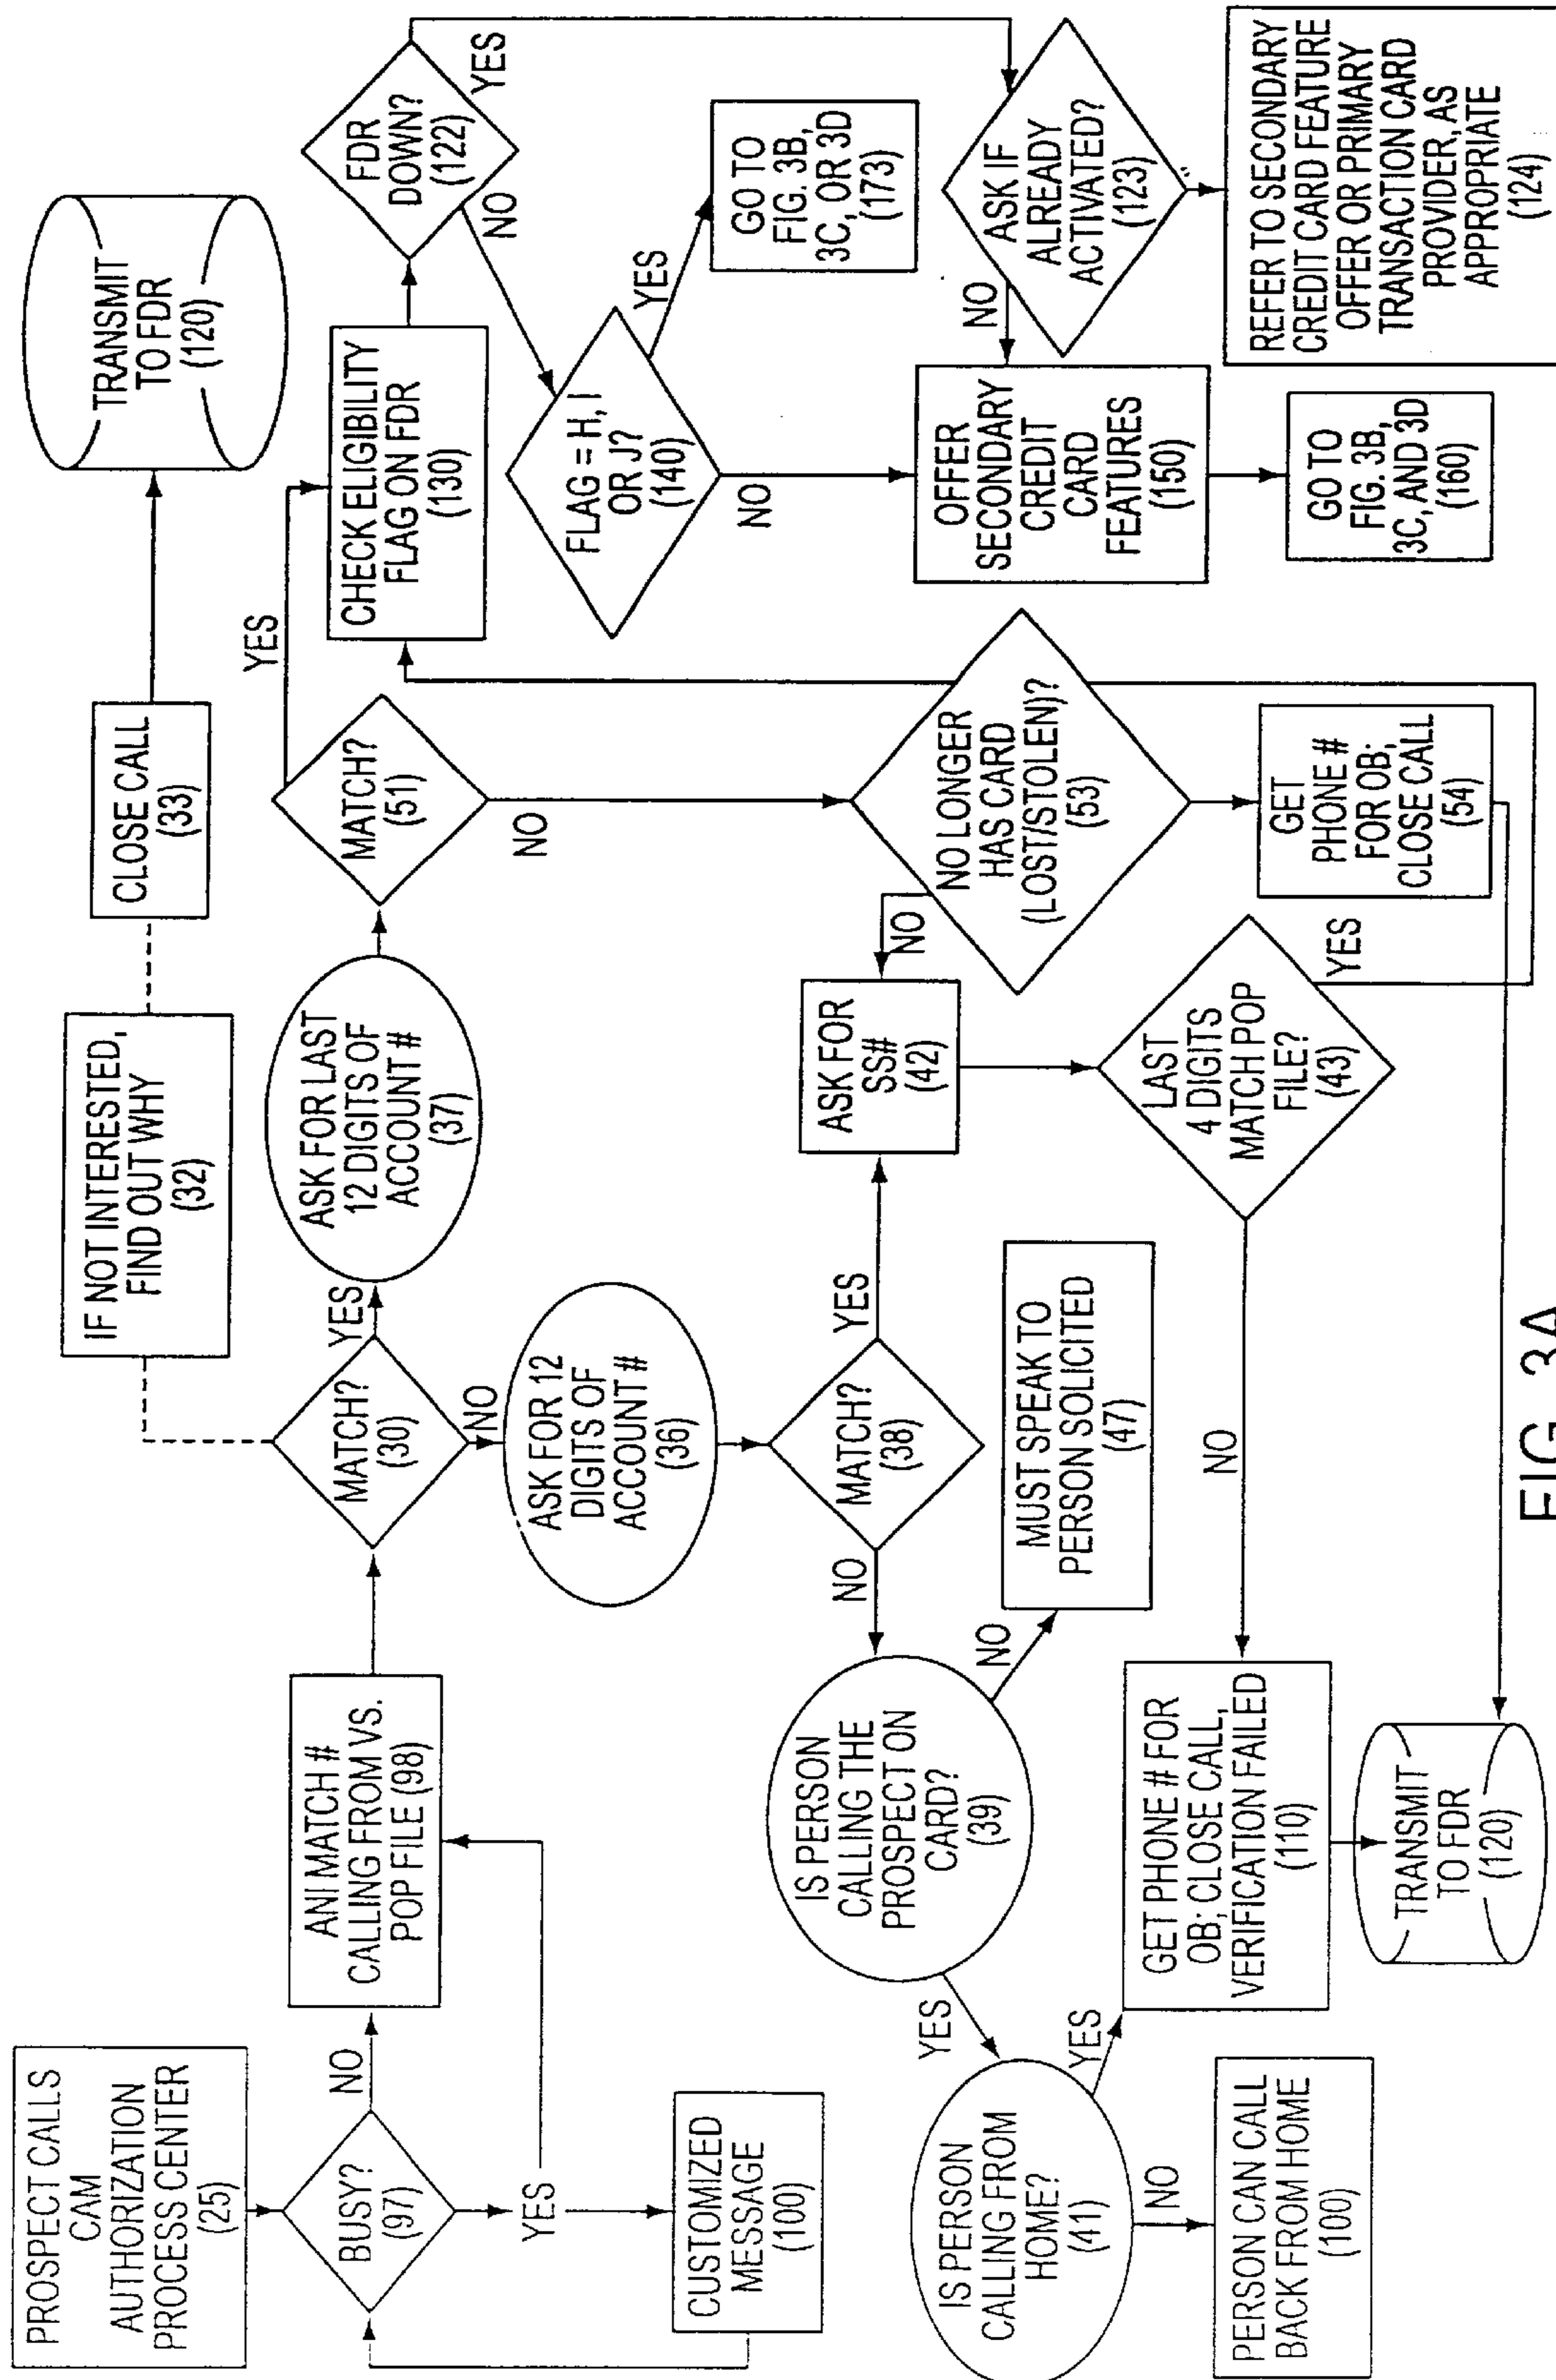 PROSPECT CALLS
CAM
AUTHORIZATION
PROCESS CENTER
(25)
BUSY?
(97)
NO
YES
CUSTOMIZED
MESSAGE
(100)
ANI MATCH #
CALLING FROM VS.
POP FILE (98)
MATCH?
(30)
YES
NO
IF NOT INTERESTED,
FIND OUT WHY
(32)
CLOSE CALL
(33)
TRANSMIT
TO FDR
(120)
ASK FOR LAST
12 DIGITS OF
ACCOUNT #
(37)
MATCH?
(51)
YES
NO
CHECK ELIGIBILITY
FLAG ON FDR
(130)
FDR
DOWN?
(122)
YES
NO
FLAG = H, I
OR J?
(140)
YES
NO
GO TO
FIG. 3B,
3C, OR 3D
(173)
ASK IF
ALREADY
ACTIVATED?
(123)
NO
OFFER
SECONDARY
CREDIT
CARD
FEATURES
(150)
GO TO
FIG. 3B,
3C, AND 3D
(160)
REFER TO SECONDARY
CREDIT CARD FEATURE
OFFER OR PRIMARY
TRANSACTION CARD
PROVIDER, AS
APPROPRIATE
(124)
ASK FOR 12
DIGITS OF
ACCOUNT #
(36)
MATCH?
(38)
YES
NO
ASK FOR
SS#
(42)
NO
NO LONGER
HAS CARD
(LOST/STOLEN)?
(53)
GET
PHONE #
FOR OB;
CLOSE CALL
(54)
LAST
4 DIGITS
MATCH POP
FILE?
(43)
YES
NO
IS PERSON
CALLING THE
PROSPECT ON
CARD?
(39)
NO
YES
MUST SPEAK TO
PERSON SOLICITED
(47)
IS PERSON
CALLING FROM
HOME?
(41)
YES
NO
PERSON CAN CALL
BACK FROM HOME
(100)
GET PHONE # FOR
OB; CLOSE CALL,
VERIFICATION FAILED
(110)
TRANSMIT
TO FDR
(120)
FIG. 3A